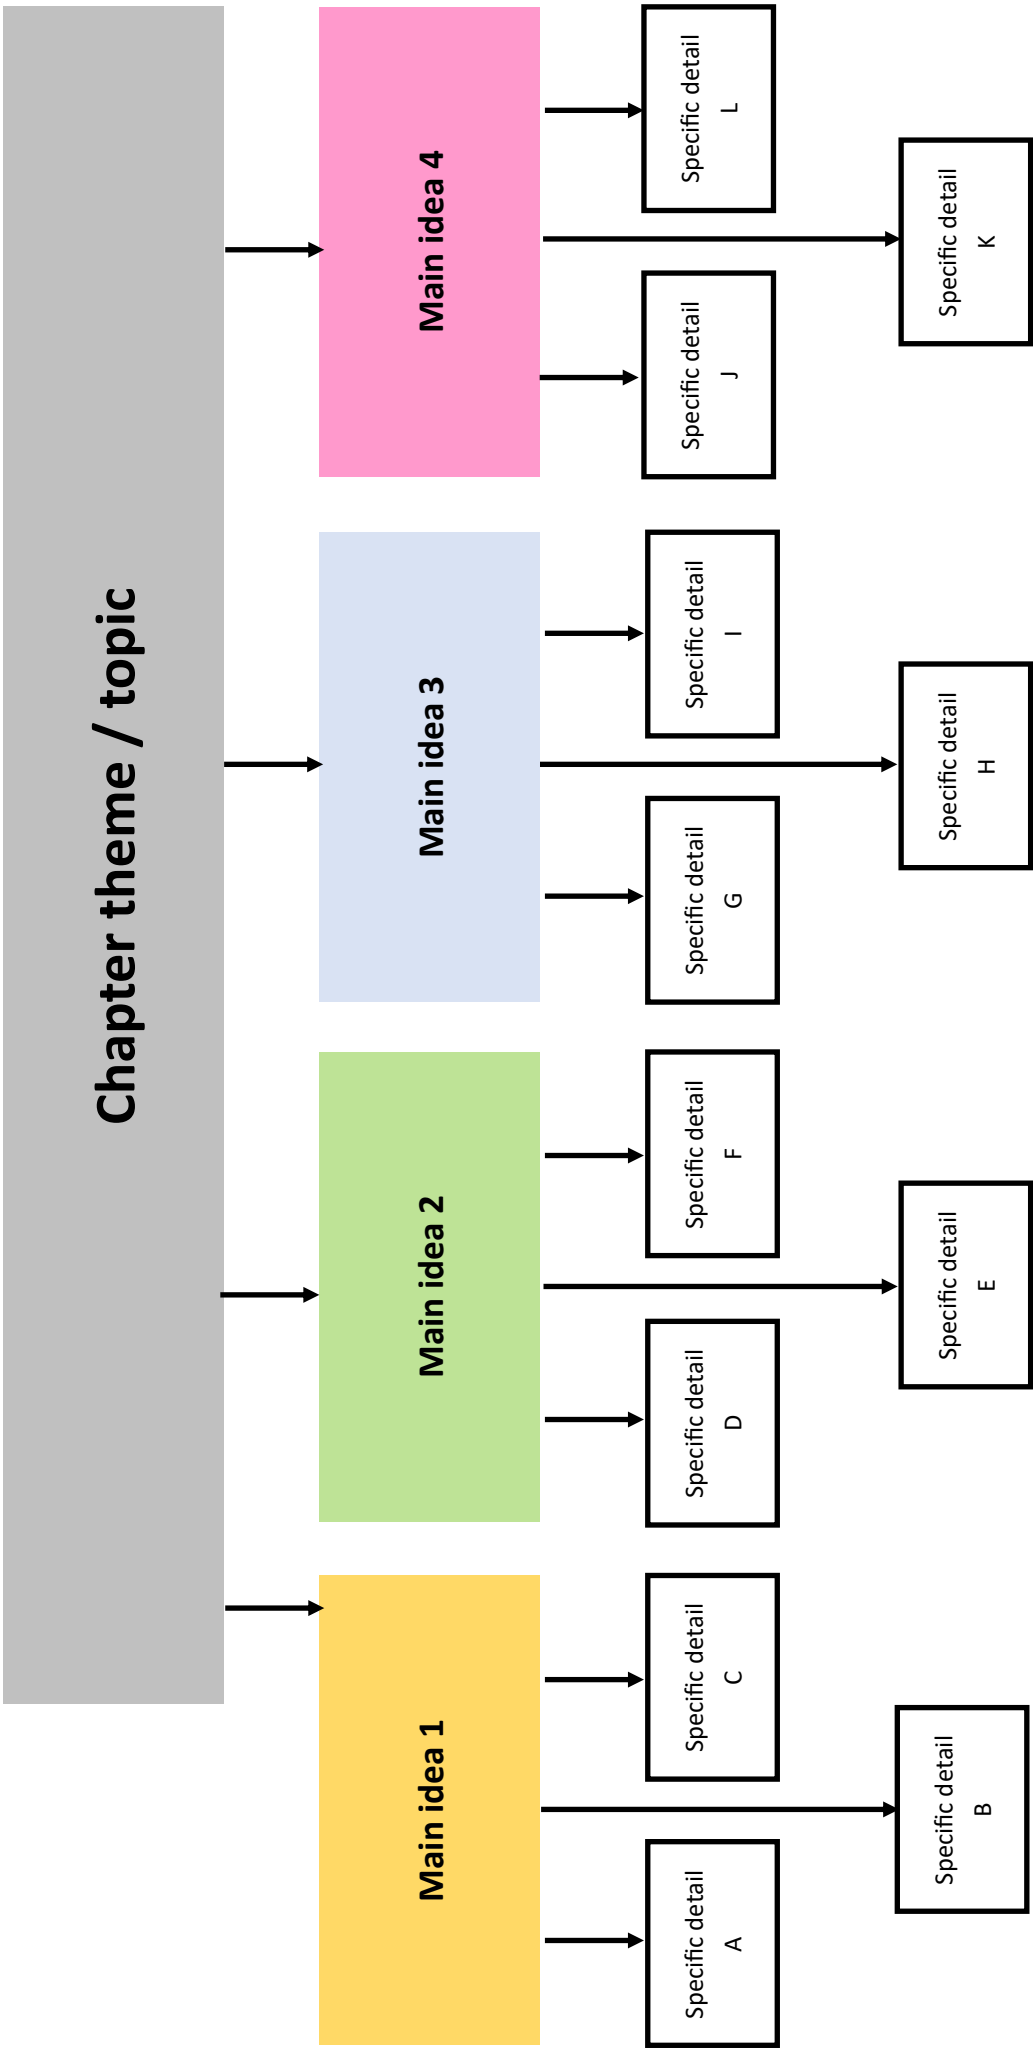 Chapter theme / topic
Main idea 1
Main idea 2
Main idea 3
Main idea 4
Specific detail
A
Specific detail
C
Specific detail
D
Specific detail
F
Specific detail
G
Specific detail
I
Specific detail
J
Specific detail
L
Specific detail
B
Specific detail
E
Specific detail
H
Specific detail
K